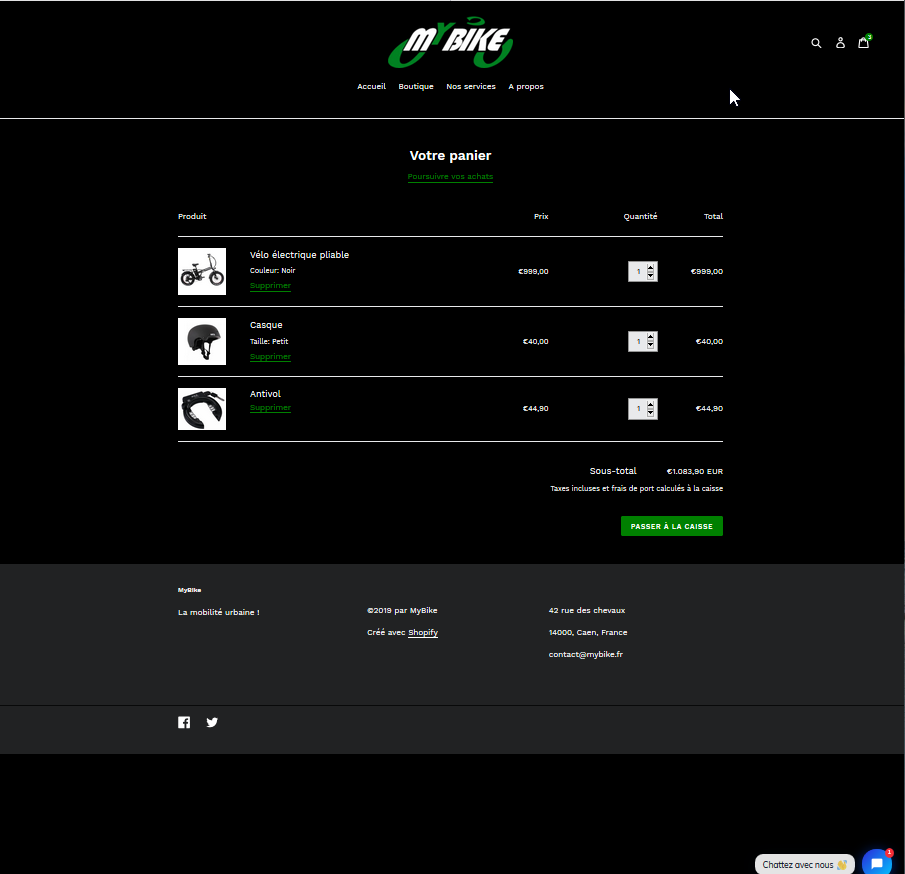 MYBIKE
3
Accueil Boutique Nos services A propos
Votre panier
Poursuivre vos achats
Produit Prix Quantité Total
Vélo électrique pliable
Couleur: Noir
€999,00 1 €999,00
Supprimer
Casque
Taille: Petit
€40,00 1 €40,00
Supprimer
Antivol
Supprimer
€44,90 1 €44,90
Sous-total €1.083,90 EUR
Taxes incluses et frais de port calculés à la caisse
PASSER À LA CAISSE
MyBike
La mobilité urbaine !
©2019 par MyBike
Créé avec Shopify
42 rue des chevaux
14000, Caen, France
contact@mybike.fr
Chattez avec nous 👋
1